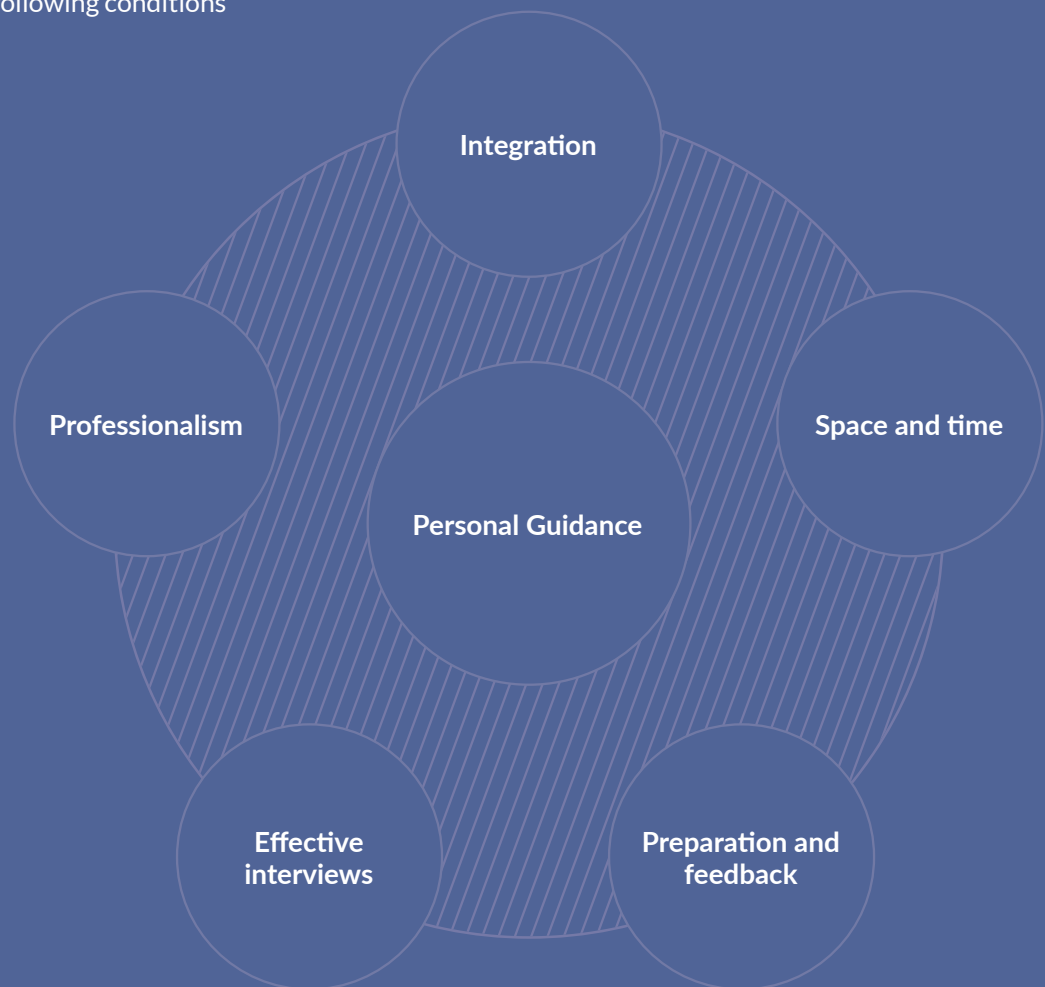 ollowing conditions
Integration
Professionalism
Space and time
Personal Guidance
Effective
interviews
Preparation and
feedback